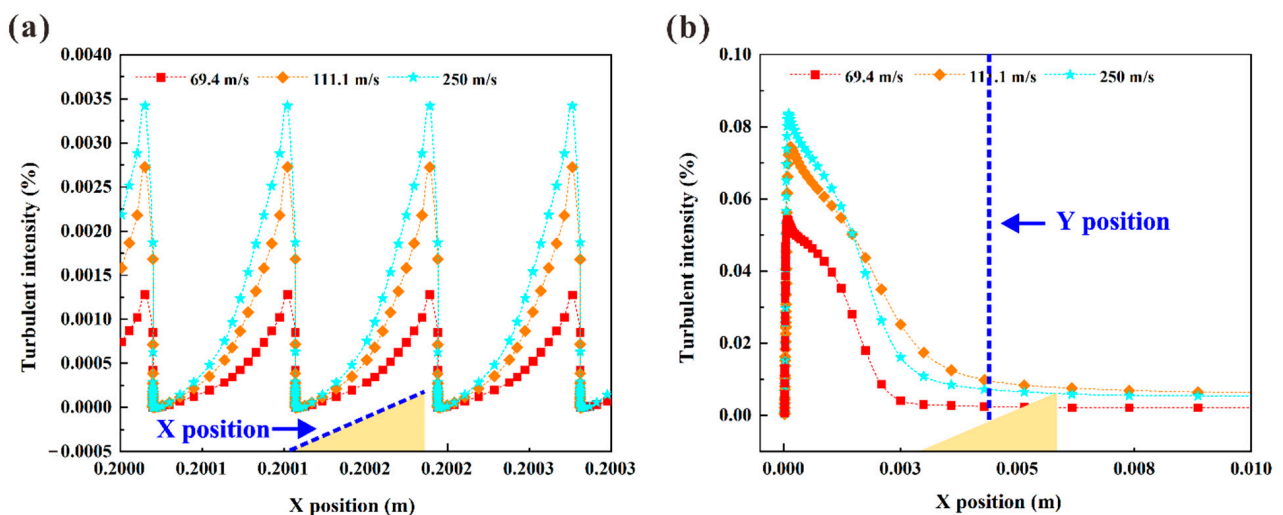 (a)
0.0040
0.0035
0.0030
0.0025
0.0020
0.0015
0.0010
0.0005
0.0000
−0.0005
Turbulent intensity (%)
69.4 m/s 111.1 m/s 250 m/s
X position
0.2000 0.2001 0.2001 0.2002 0.2002 0.2003 0.2003
X position (m)
(b)
0.10
0.08
0.06
0.04
0.02
0.00
Turbulent intensity (%)
69.4 m/s 111.1 m/s 250 m/s
Y position
0.000 0.003 0.005 0.008 0.010
X position (m)